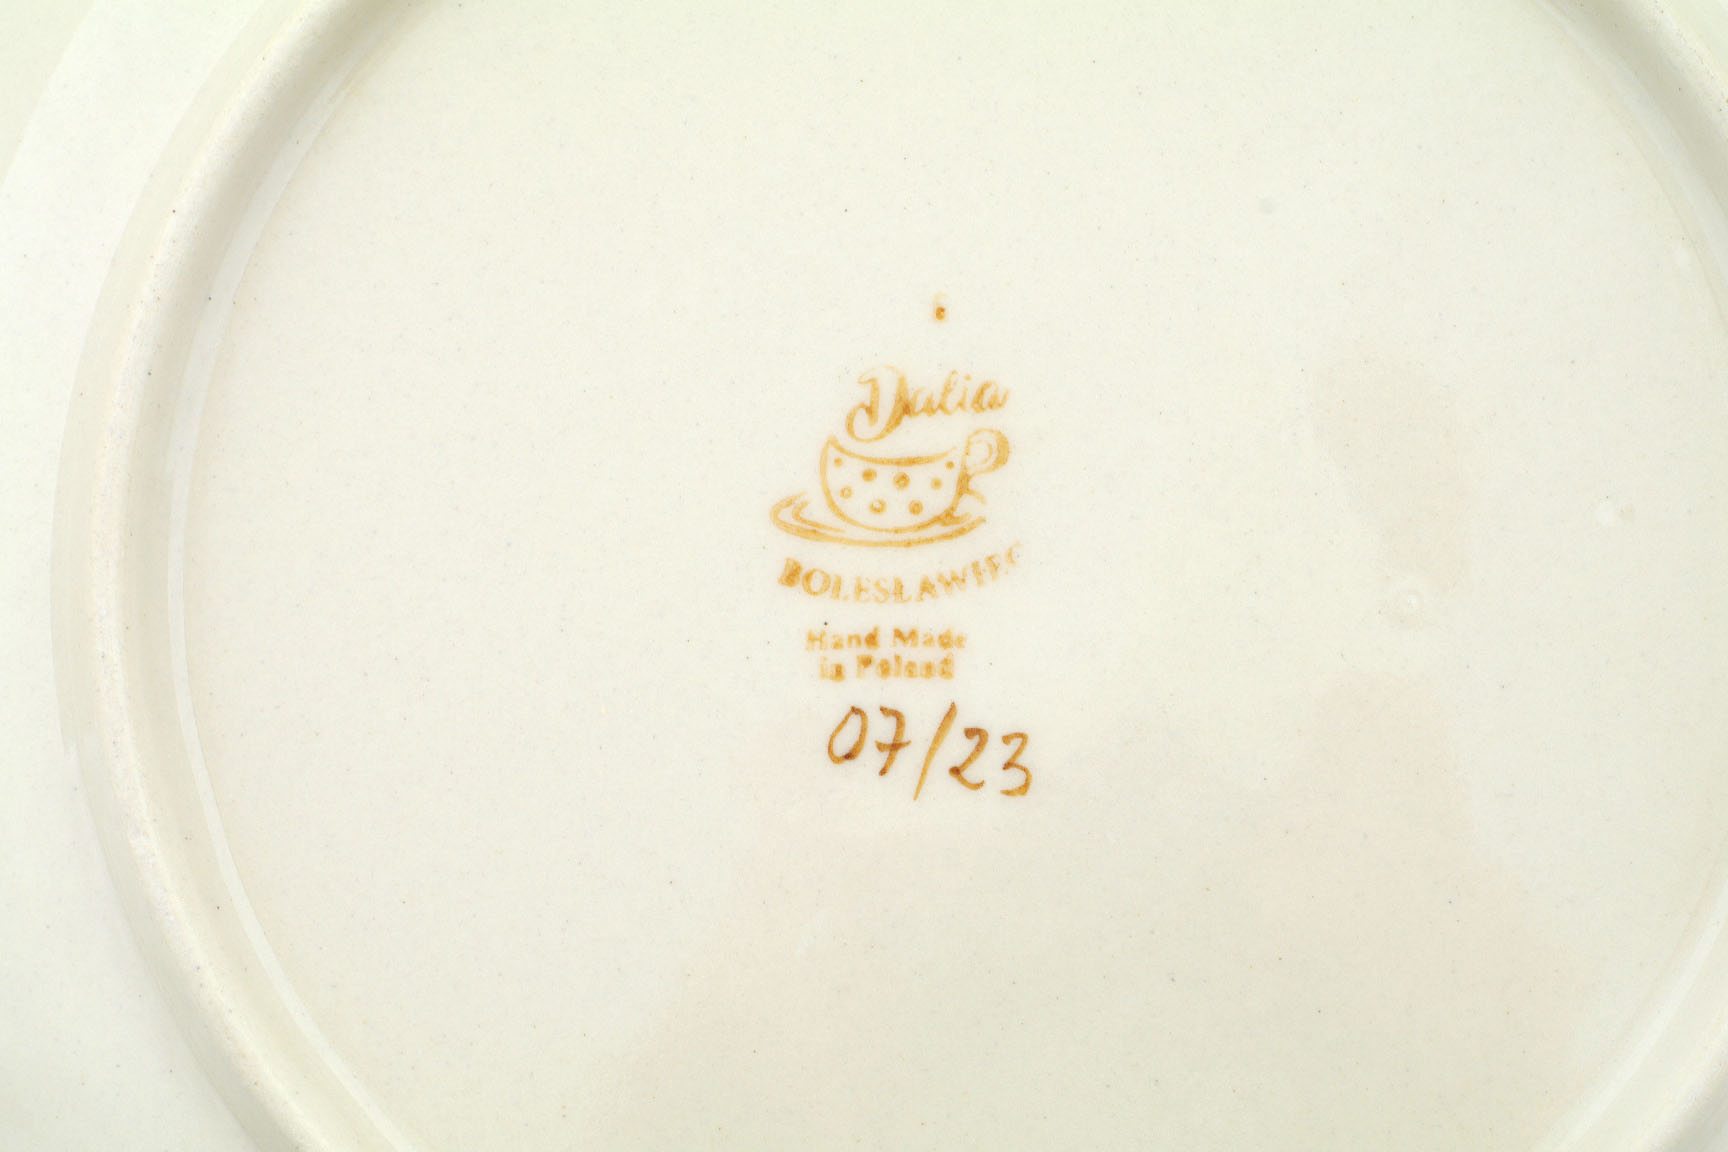 Dalia
BOLESŁAWIEC
Hand Made
in Poland
07/23